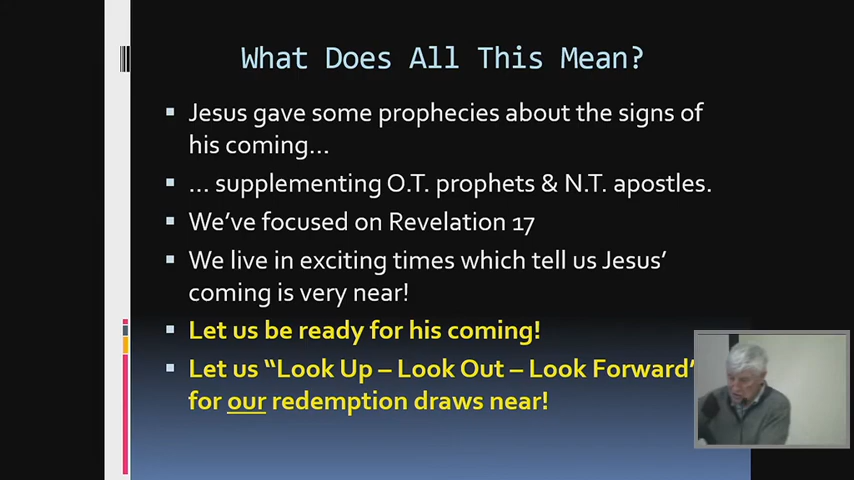 What Does All This Mean?
Jesus gave some prophecies about the signs of
his coming...
... supplementing O.T. prophets & N.T. apostles.
We've focused on Revelation 17
We live in exciting times which tell us Jesus'
coming is very near!
Let us be ready for his coming!
Let us “Look Up – Look Out – Look Forward”
for our redemption draws near!